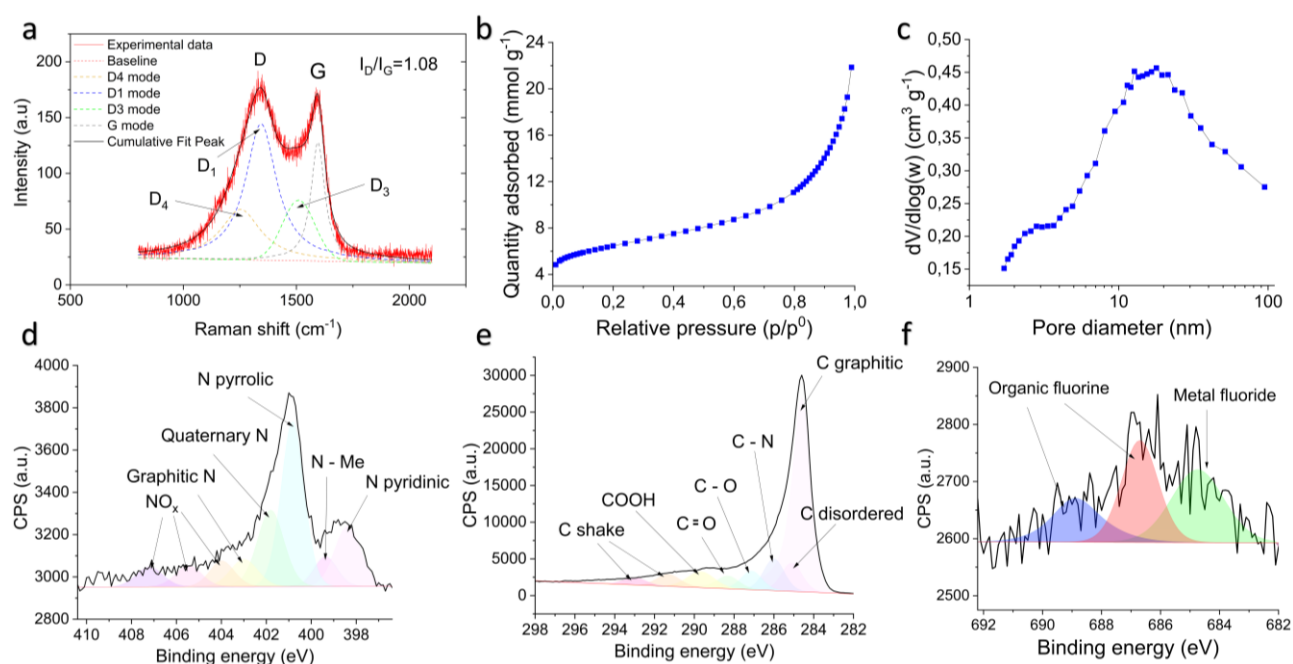 a
Experimental data
Baseline
D4 mode
D1 mode
D3 mode
G mode
Cumulative Fit Peak
D
G
I_D/I_G=1.08
D_1
D_3
D_4
200
150
100
50
0
500
1000
1500
2000
Intensity (a.u)
Raman shift (cm⁻¹)
b
24
20
16
12
8
4
0,0
0,2
0,4
0,6
0,8
1,0
Quantity adsorbed (mmol g⁻¹)
Relative pressure (p/p⁰)
c
0,50
0,45
0,40
0,35
0,30
0,25
0,20
0,15
1
10
100
dV/dlog(w) (cm³ g⁻¹)
Pore diameter (nm)
d
4000
3800
3600
3400
3200
3000
2800
N pyrrolic
Quaternary N
Graphitic N
N - Me
NOₓ
N pyridinic
410
408
406
404
402
400
398
CPS (a.u.)
Binding energy (eV)
e
30000
25000
20000
15000
10000
5000
0
C graphitic
C - N
C - O
COOH
C=O
C shake
C disordered
298
296
294
292
290
288
286
284
282
CPS (a.u.)
Binding energy (eV)
f
2900
2800
2700
2600
2500
Organic fluorine
Metal fluoride
692
690
688
686
684
682
CPS (a.u.)
Binding energy (eV)